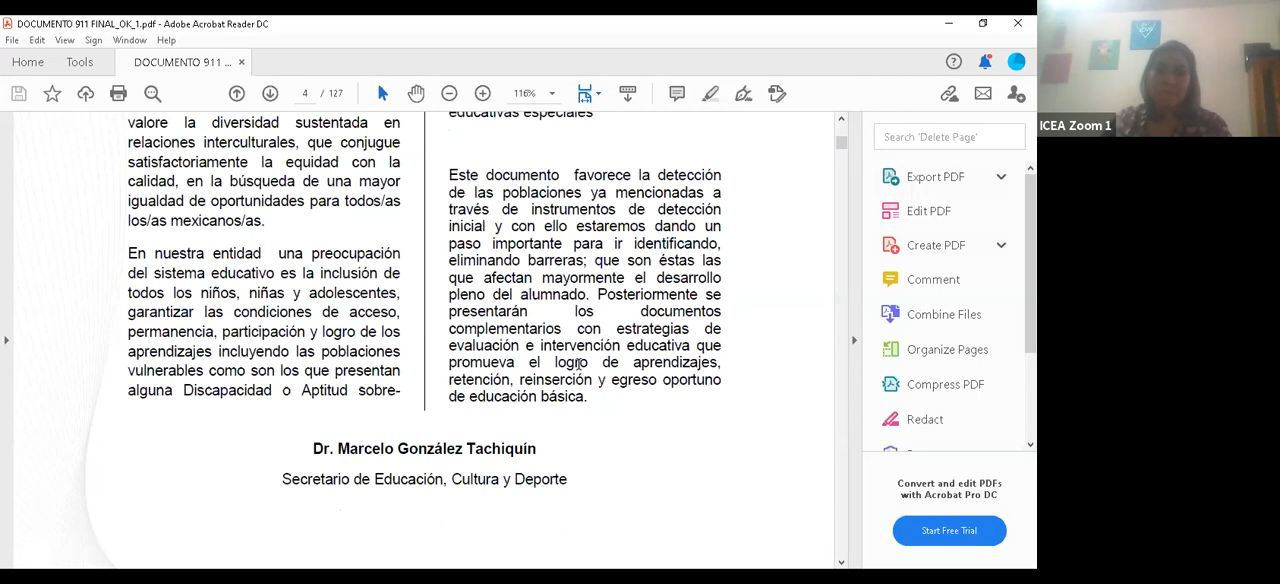 DOCUMENTO 911 FINAL_OK_1.pdf - Adobe Acrobat Reader DC
File Edit View Sign Window Help
Home Tools DOCUMENTO 911 ... ×
4 / 127 116%
valore la diversidad sustentada en
relaciones interculturales, que conjugue
satisfactoriamente la equidad con la
calidad, en la búsqueda de una mayor
igualdad de oportunidades para todos/as
los/as mexicanos/as.
En nuestra entidad una preocupación
del sistema educativo es la inclusión de
todos los niños, niñas y adolescentes,
garantizar las condiciones de acceso,
permanencia, participación y logro de los
aprendizajes incluyendo las poblaciones
vulnerables como son los que presentan
alguna Discapacidad o Aptitud sobre-
educativas especiales
Este documento favorece la detección
de las poblaciones ya mencionadas a
través de instrumentos de detección
inicial y con ello estaremos dando un
paso importante para ir identificando,
eliminando barreras; que son éstas las
que afectan mayormente el desarrollo
pleno del alumnado. Posteriormente se
presentarán los documentos
complementarios con estrategias de
evaluación e intervención educativa que
promueva el logro de aprendizajes,
retención, reinserción y egreso oportuno
de educación básica.
Dr. Marcelo González Tachiquín
Secretario de Educación, Cultura y Deporte
Search 'Delete Page'
Export PDF
Edit PDF
Create PDF
Comment
Combine Files
Organize Pages
Compress PDF
Redact
Convert and edit PDFs
with Acrobat Pro DC
Start Free Trial
ICEA Zoom 1